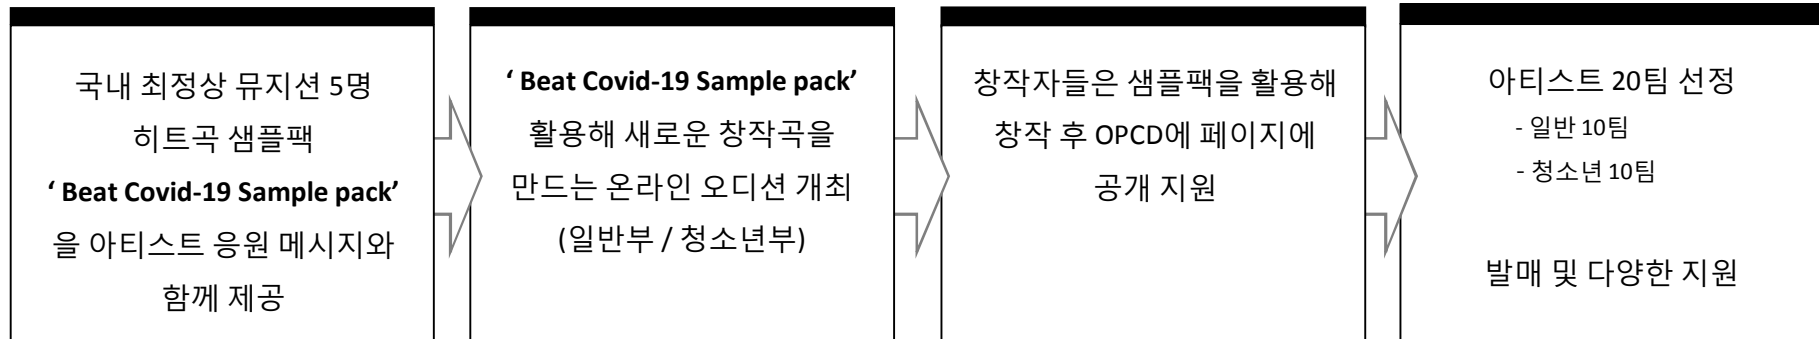 국내 최정상 뮤지션 5명
히트곡 샘플팩
‘ Beat Covid-19 Sample pack’
을 아티스트 응원 메시지와
함께 제공
‘ Beat Covid-19 Sample pack’
활용해 새로운 창작곡을
만드는 온라인 오디션 개최
(일반부 / 청소년부)
창작자들은 샘플팩을 활용해
창작 후 OPCD에 페이지에
공개 지원
아티스트 20팀 선정
- 일반 10팀
- 청소년 10팀
발매 및 다양한 지원